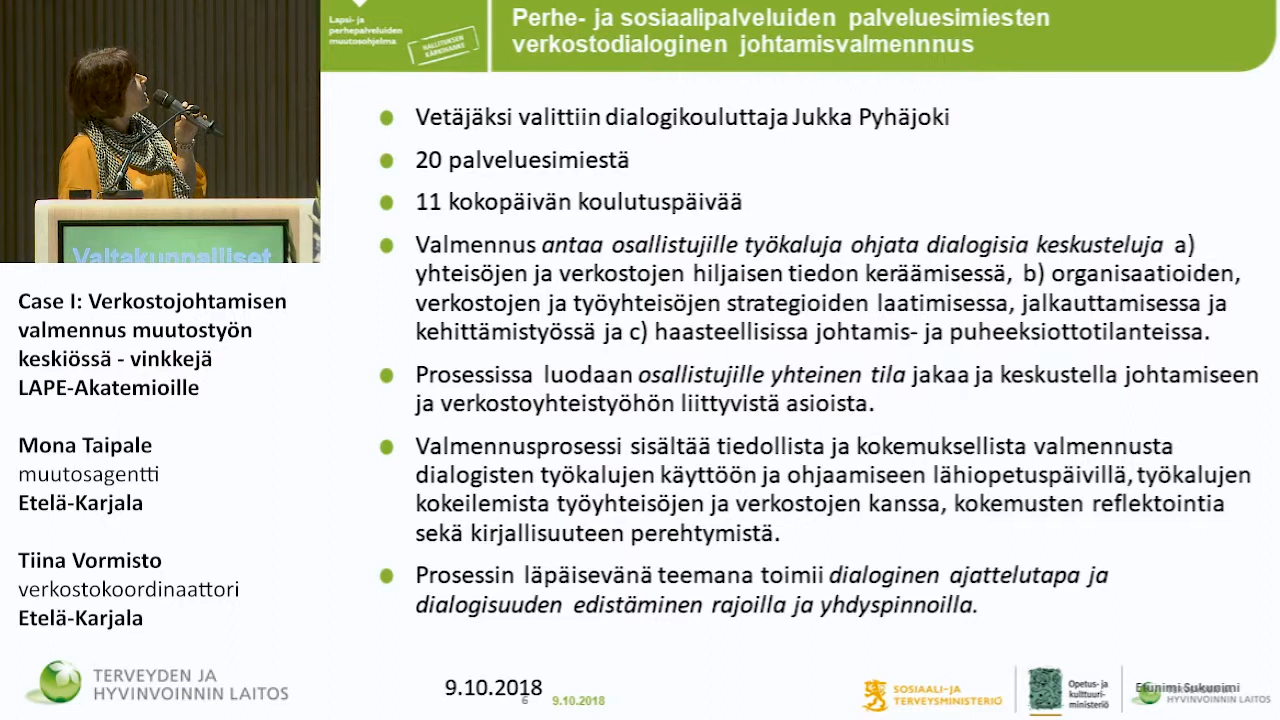 Lapsi- ja
perhepalveluiden
muutosohjelma
HALLITUKSEN
KÄRKIHANKE
Perhe- ja sosiaalipalveluiden palveluesimiesten
verkostodialoginen johtamisvalmennnus
Valtakunnalliset
Case I: Verkostojohtamisen
valmennus muutostyön
keskiössä - vinkkejä
LAPE-Akatemioille
Mona Taipale
muutosagentti
Etelä-Karjala
Tiina Vormisto
verkostokoordinaattori
Etelä-Karjala
Vetäjäksi valittiin dialogikouluttaja Jukka Pyhäjoki
20 palveluesimiestä
11 kokopäivän koulutuspäivää
Valmennus antaa osallistujille työkaluja ohjata dialogisia keskusteluja a)
yhteisöjen ja verkostojen hiljaisen tiedon keräämisessä, b) organisaatioiden,
verkostojen ja työyhteisöjen strategioiden laatimisessa, jalkauttamisessa ja
kehittämistyössä ja c) haasteellisissa johtamis- ja puheeksiottotilanteissa.
Prosessissa luodaan osallistujille yhteinen tila jakaa ja keskustella johtamiseen
ja verkostoyhteistyöhön liittyvistä asioista.
Valmennusprosessi sisältää tiedollista ja kokemuksellista valmennusta
dialogisten työkalujen käyttöön ja ohjaamiseen lähiopetuspäivillä, työkalujen
kokeilemista työyhteisöjen ja verkostojen kanssa, kokemusten reflektointia
sekä kirjallisuuteen perehtymistä.
Prosessin läpäisevänä teemana toimii dialoginen ajattelutapa ja
dialogisuuden edistäminen rajoilla ja yhdyspinnoilla.
TERVEYDEN JA
HYVINVOINNIN LAITOS
9.10.2018
6
9.10.2018
SOSIAALI- JA
TERVEYSMINISTERIÖ
Opetus- ja
kulttuuri-
ministeriö
Etunimi Sukunimi
HYVINVOINNIN LAITOS